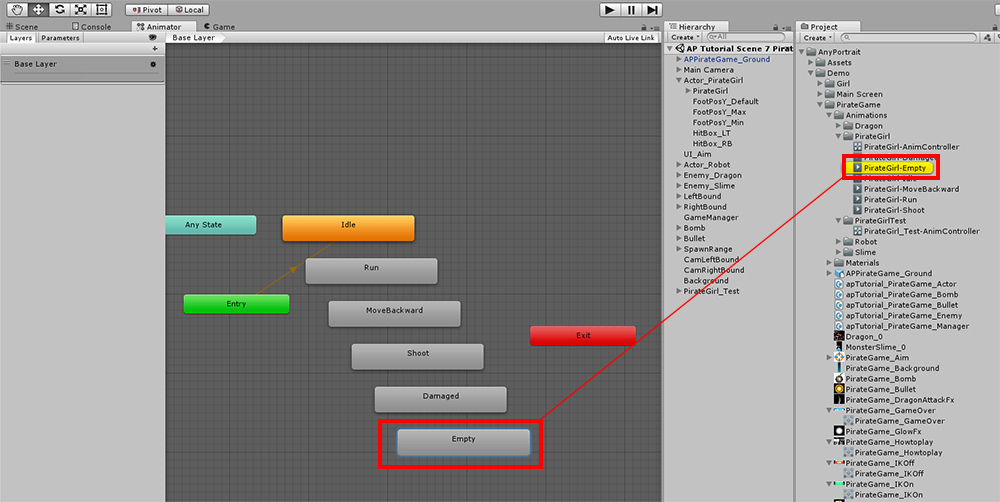 Pivot
Local
Scene
Console
Animator
Game
Layers
Parameters
Base Layer
Auto Live Link
Base Layer
Any State
Idle
Run
Entry
MoveBackward
Exit
Shoot
Damaged
Empty
Hierarchy
Create
All
AP Tutorial Scene 7 Pirat
APPirateGame_Ground
Main Camera
Actor_PirateGirl
PirateGirl
FootPosY_Default
FootPosY_Max
FootPosY_Min
HitBox_LT
HitBox_RB
UI_Aim
Actor_Robot
Enemy_Dragon
Enemy_Slime
LeftBound
RightBound
GameManager
Bomb
Bullet
SpawnRange
CamLeftBound
CamRightBound
Background
PirateGirl_Test
Project
Create
AnyPortrait
Assets
Demo
Girl
Main Screen
PirateGame
Animations
Dragon
PirateGirl
PirateGirl-AnimController
PirateGirl-Empty
PirateGirl-MoveBackward
PirateGirl-Run
PirateGirl-Shoot
PirateGirlTest
PirateGirl_Test-AnimController
Robot
Slime
Materials
APPirateGame_Ground
apTutorial_PirateGame_Actor
apTutorial_PirateGame_Bomb
apTutorial_PirateGame_Bullet
apTutorial_PirateGame_Enemy
apTutorial_PirateGame_Manager
Dragon_0
MonsterSlime_0
PirateGame_Aim
PirateGame_Background
PirateGame_Bomb
PirateGame_Bullet
PirateGame_DragonAttackFx
PirateGame_GameOver
PirateGame_GameOver
PirateGame_GlowFx
PirateGame_Howtoplay
PirateGame_Howtoplay
PirateGame_IKOff
PirateGame_IKOff
PirateGame_IKOn
PirateGame_IKOn